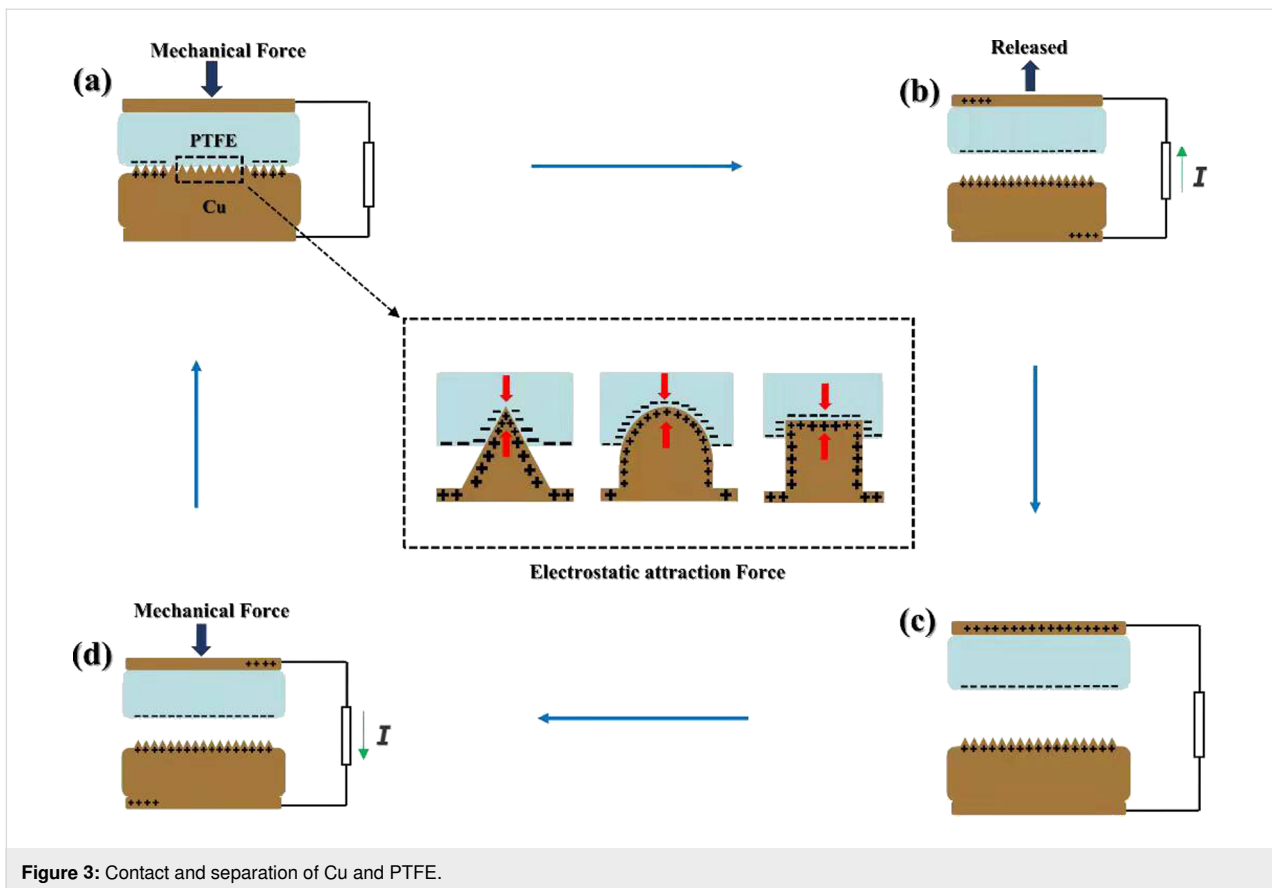 Mechanical Force
(a)
PTFE
Cu
Released
(b)
I
Electrostatic attraction Force
Mechanical Force
(d)
I
(c)
Figure 3: Contact and separation of Cu and PTFE.